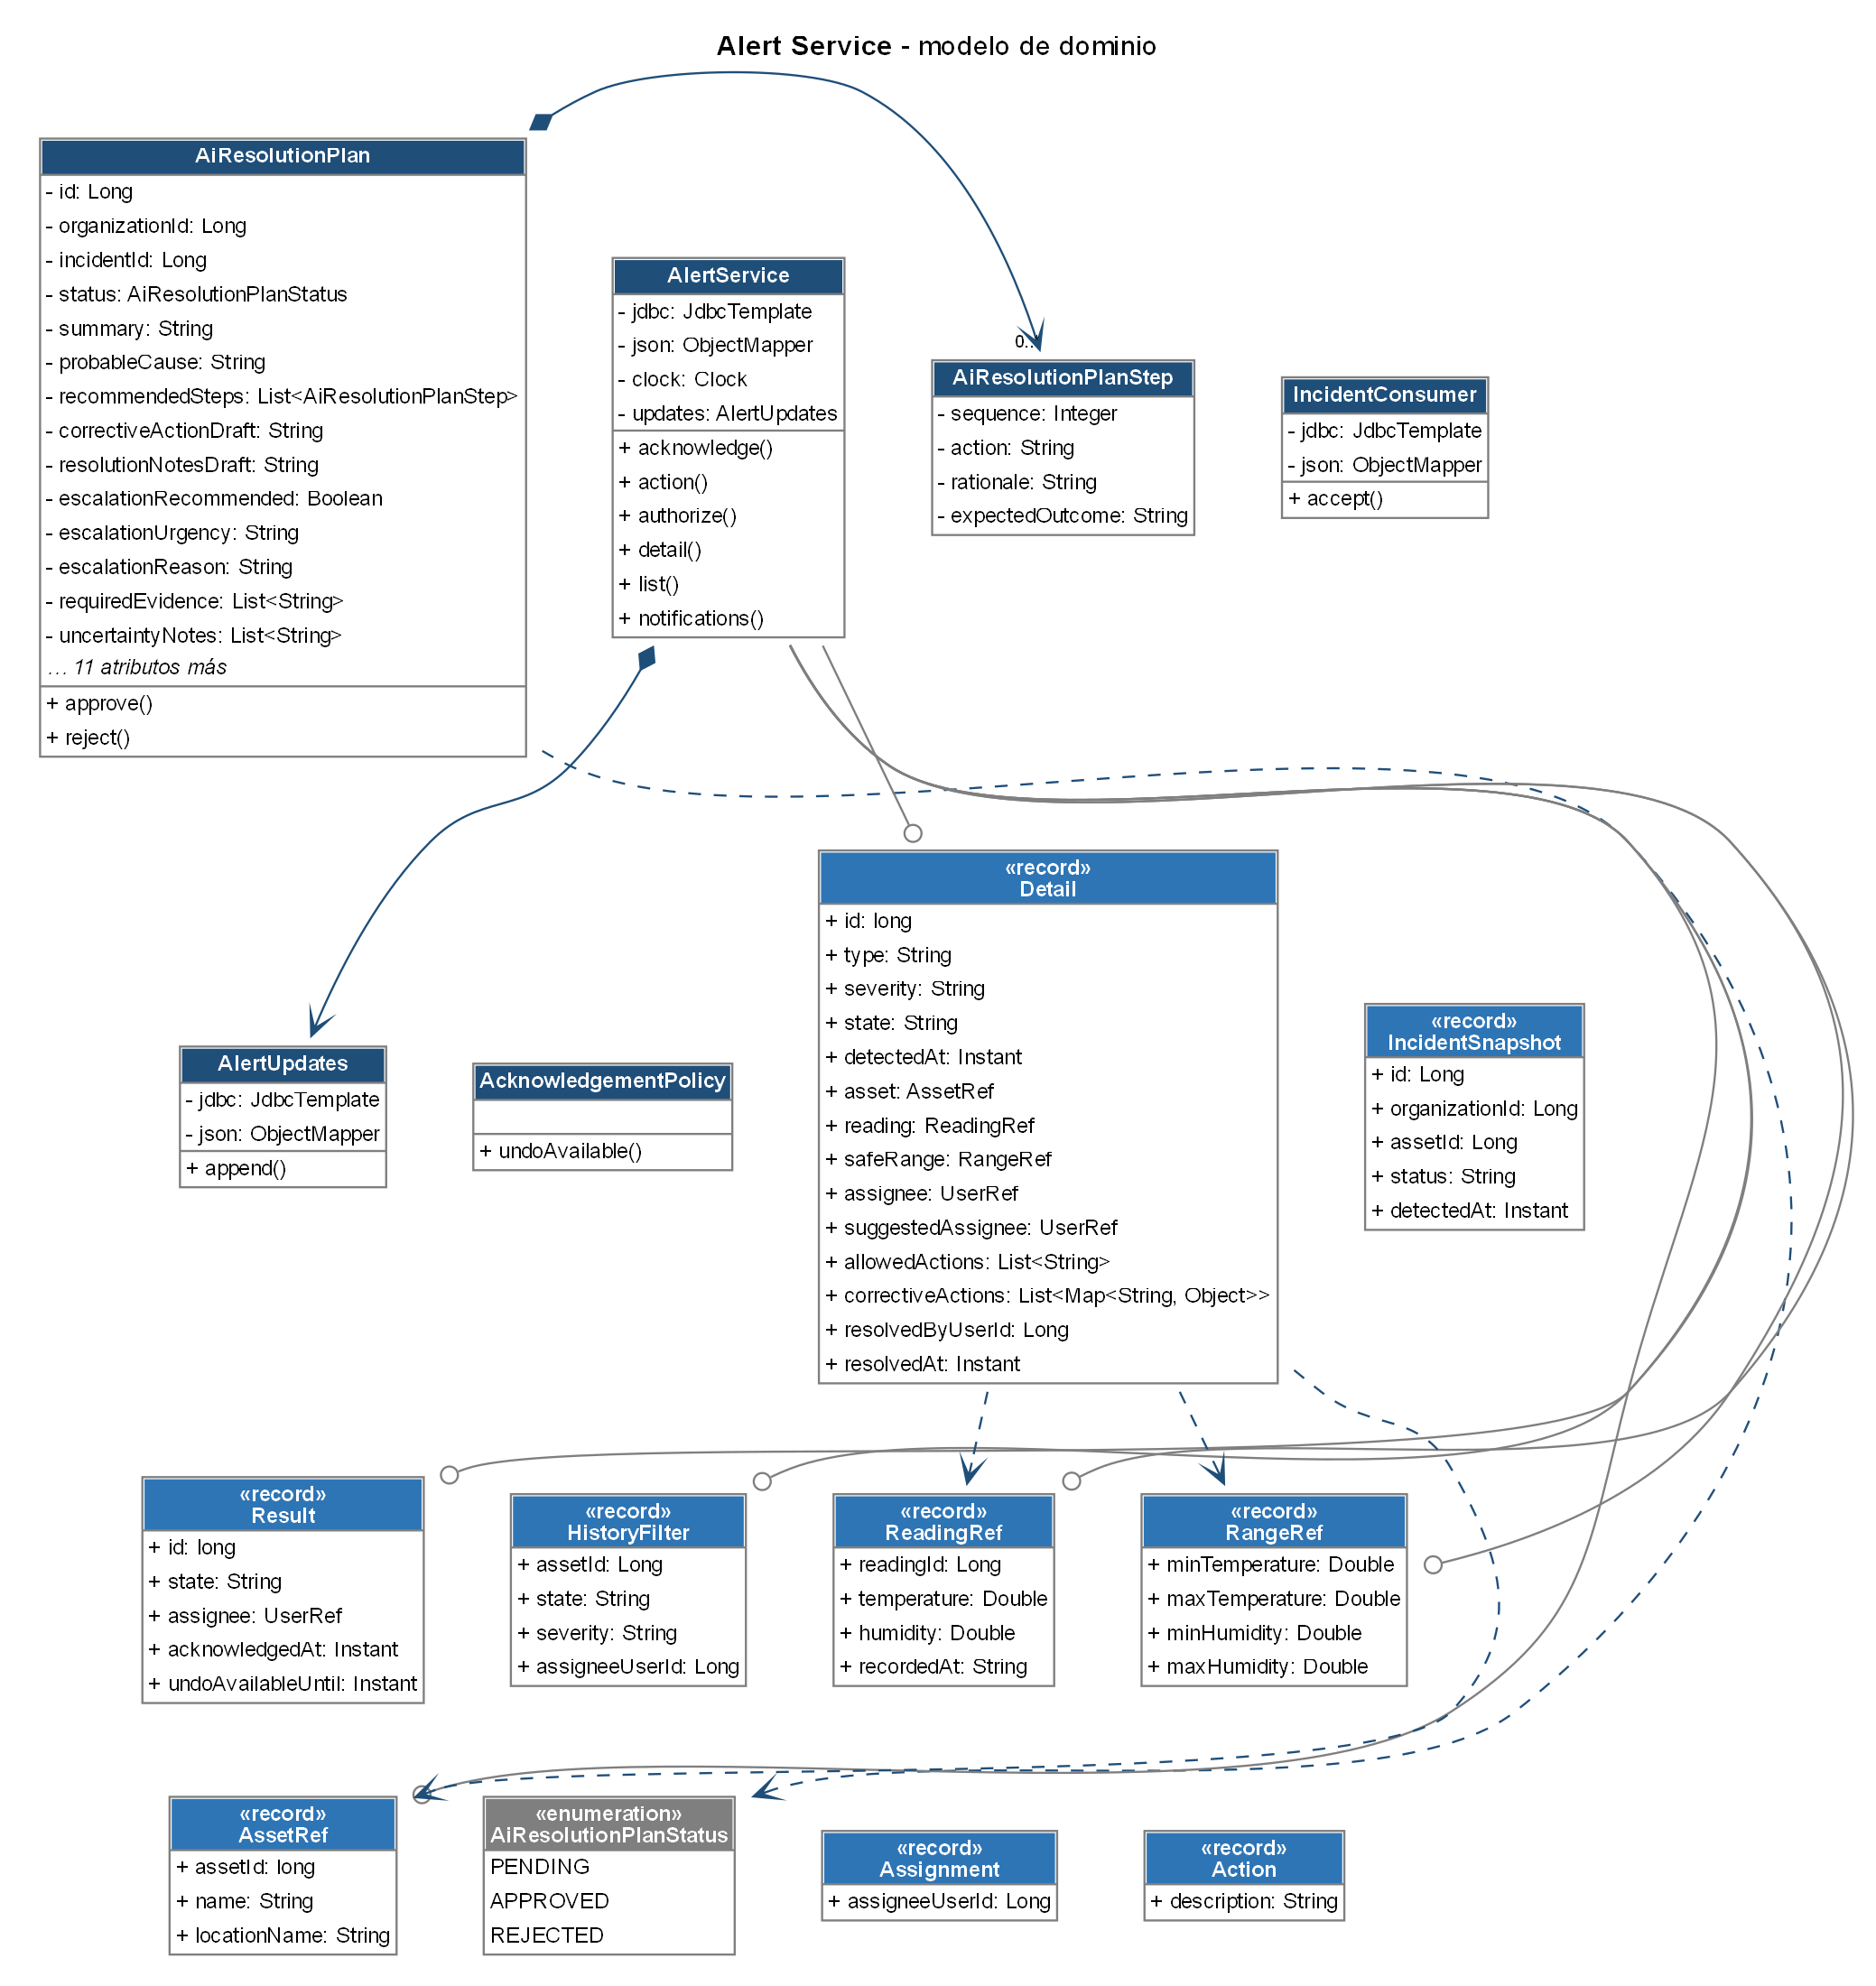 Alert Service - modelo de dominio
AiResolutionPlan
- id: Long
- organizationId: Long
- incidentId: Long
- status: AiResolutionPlanStatus
- summary: String
- probableCause: String
- recommendedSteps: List<AiResolutionPlanStep>
- correctiveActionDraft: String
- resolutionNotesDraft: String
- escalationRecommended: Boolean
- escalationUrgency: String
- escalationReason: String
- requiredEvidence: List<String>
- uncertaintyNotes: List<String>
... 11 atributos más
+ approve()
+ reject()
AlertService
- jdbc: JdbcTemplate
- json: ObjectMapper
- clock: Clock
- updates: AlertUpdates
+ acknowledge()
+ action()
+ authorize()
+ detail()
+ list()
+ notifications()
AiResolutionPlanStep
- sequence: Integer
- action: String
- rationale: String
- expectedOutcome: String
IncidentConsumer
- jdbc: JdbcTemplate
- json: ObjectMapper
+ accept()
«record»
Detail
+ id: long
+ type: String
+ severity: String
+ state: String
+ detectedAt: Instant
+ asset: AssetRef
+ reading: ReadingRef
+ safeRange: RangeRef
+ assignee: UserRef
+ suggestedAssignee: UserRef
+ allowedActions: List<String>
+ correctiveActions: List<Map<String, Object>>
+ resolvedByUserId: Long
+ resolvedAt: Instant
AlertUpdates
- jdbc: JdbcTemplate
- json: ObjectMapper
+ append()
AcknowledgementPolicy
+ undoAvailable()
«record»
IncidentSnapshot
+ id: Long
+ organizationId: Long
+ assetId: Long
+ status: String
+ detectedAt: Instant
«record»
Result
+ id: long
+ state: String
+ assignee: UserRef
+ acknowledgedAt: Instant
+ undoAvailableUntil: Instant
«record»
HistoryFilter
+ assetId: Long
+ state: String
+ severity: String
+ assigneeUserId: Long
«record»
ReadingRef
+ readingId: Long
+ temperature: Double
+ humidity: Double
+ recordedAt: String
«record»
RangeRef
+ minTemperature: Double
+ maxTemperature: Double
+ minHumidity: Double
+ maxHumidity: Double
«record»
AssetRef
+ assetId: long
+ name: String
+ locationName: String
«enumeration»
AiResolutionPlanStatus
PENDING
APPROVED
REJECTED
«record»
Assignment
+ assigneeUserId: Long
«record»
Action
+ description: String